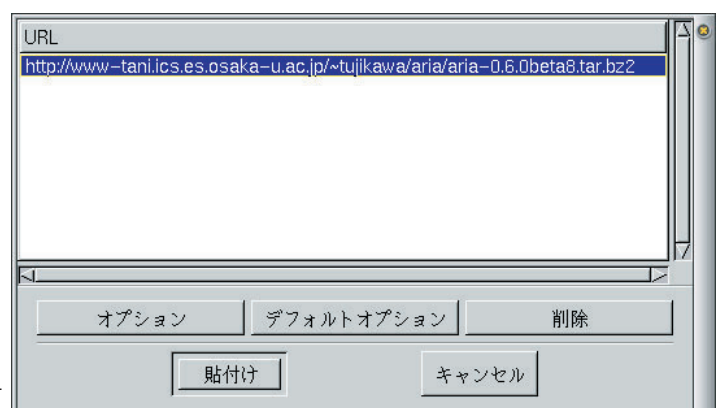 URL
http://www-tani.ics.es.osaka-u.ac.jp/~tujikawa/aria/aria-0.6.0beta8.tar.bz2
オプション デフォルトオプション 削除
貼付け キャンセル